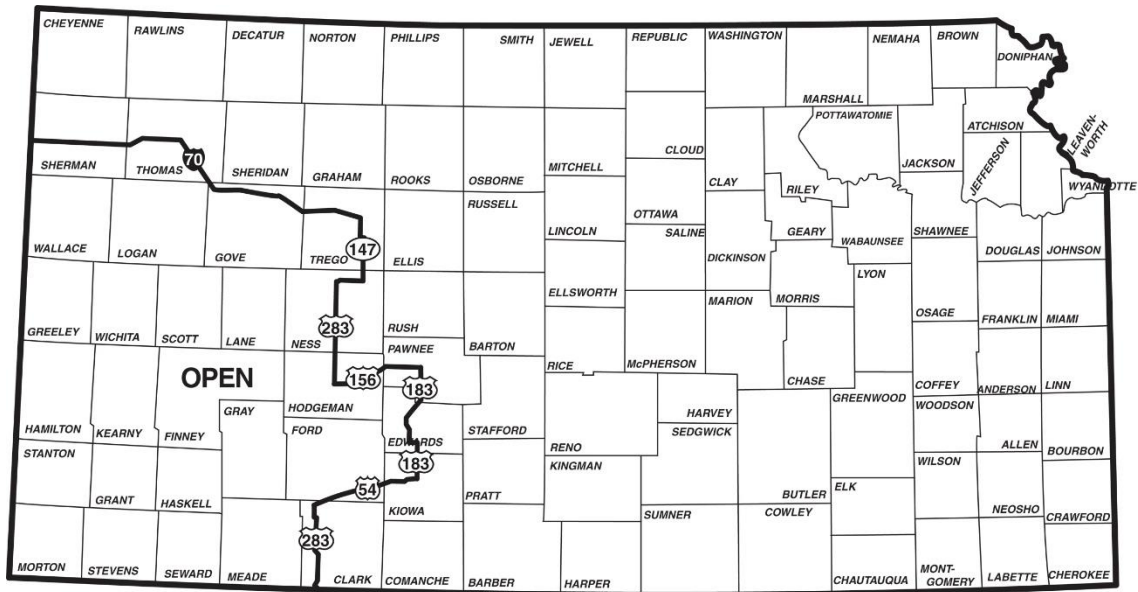 CHEYENNE
RAWLINS
DECATUR
NORTON
PHILLIPS
SMITH
JEWELL
REPUBLIC
WASHINGTON
MARSHALL
NEMAHA
BROWN
DONIPHAN
SHERMAN
THOMAS
70
SHERIDAN
GRAHAM
ROOKS
OSBORNE
MITCHELL
CLOUD
CLAY
RILEY
POTTAWATOMIE
JACKSON
ATCHISON
JEFFERSON
LEAVEN-
WORTH
WYANDOTTE
WALLACE
LOGAN
GOVE
TREGO
147
ELLIS
RUSSELL
LINCOLN
OTTAWA
SALINE
DICKINSON
GEARY
WABAUNSEE
SHAWNEE
DOUGLAS
JOHNSON
GREELEY
WICHITA
SCOTT
LANE
NESS
283
RUSH
BARTON
ELLSWORTH
RICE
McPHERSON
MARION
MORRIS
CHASE
LYON
OSAGE
FRANKLIN
MIAMI
OPEN
HAMILTON
KEARNY
FINNEY
GRAY
HODGEMAN
156
PAWNEE
183
STAFFORD
RENO
HARVEY
SEDGWICK
BUTLER
GREENWOOD
COFFEY
ANDERSON
LINN
WOODSON
ALLEN
BOURBON
STANTON
GRANT
HASKELL
FORD
EDWARDS
183
54
KIOWA
PRATT
KINGMAN
ELK
WILSON
NEOSHO
CRAWFORD
MORTON
STEVENS
SEWARD
MEADE
283
CLARK
COMANCHE
BARBER
HARPER
SUMNER
COWLEY
CHAUTAUQUA
MONT-
GOMERY
LABETTE
CHEROKEE